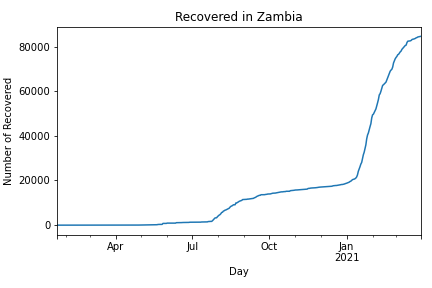 Recovered in Zambia
Number of Recovered
80000
60000
40000
20000
0
Apr
Jul
Oct
Jan
2021
Day